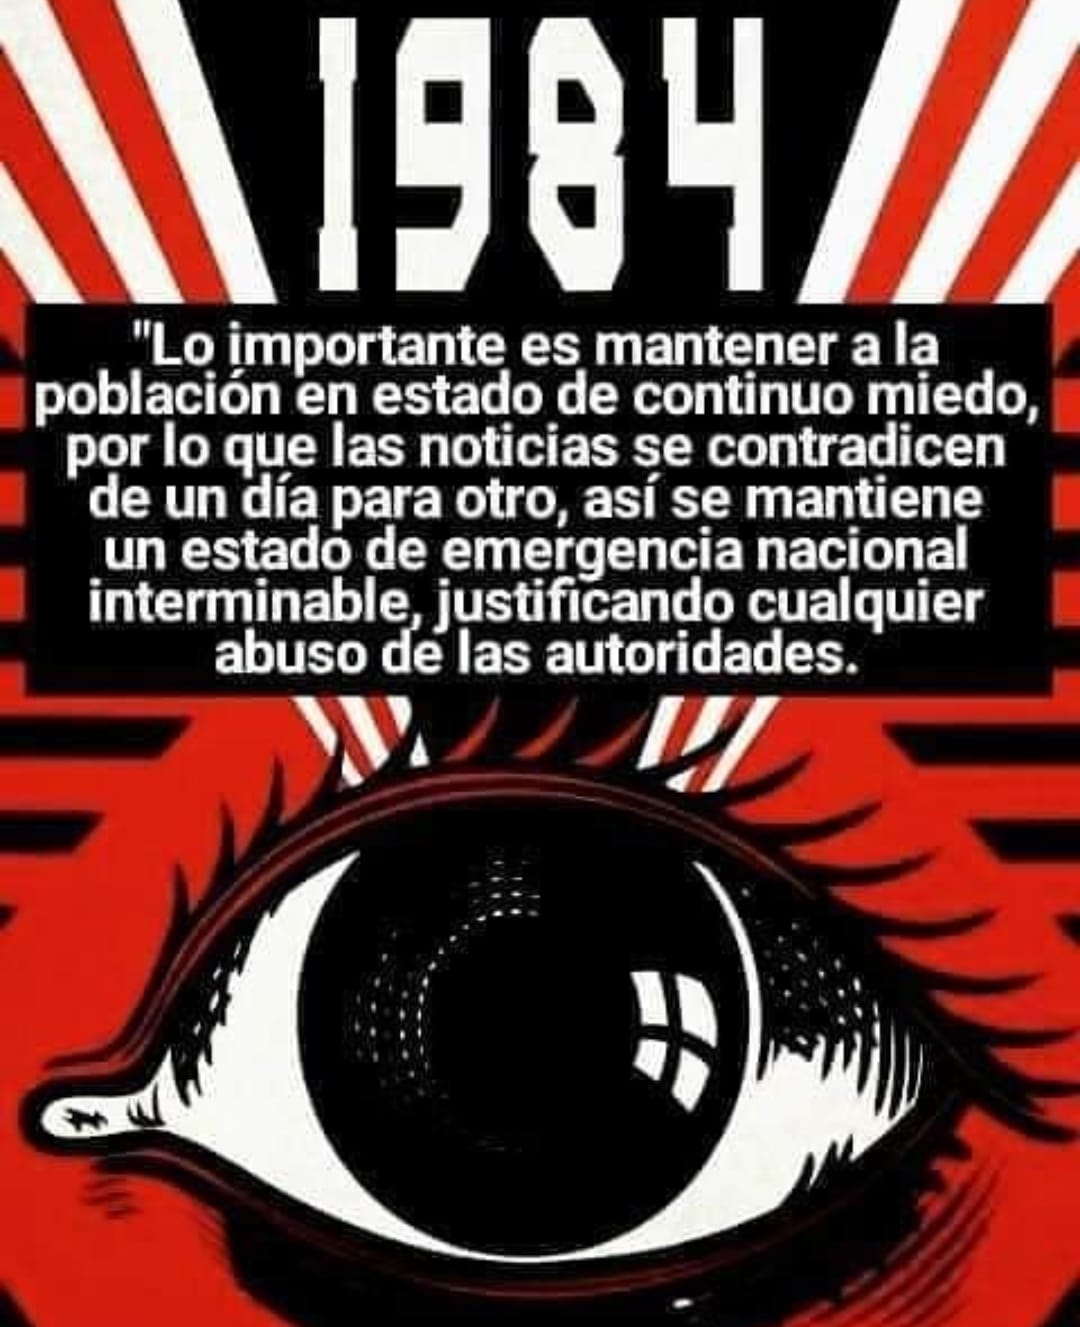 1984
"Lo importante es mantener a la
población en estado de continuo miedo,
por lo que las noticias se contradicen
de un día para otro, así se mantiene
un estado de emergencia nacional
interminable, justificando cualquier
abuso de las autoridades.